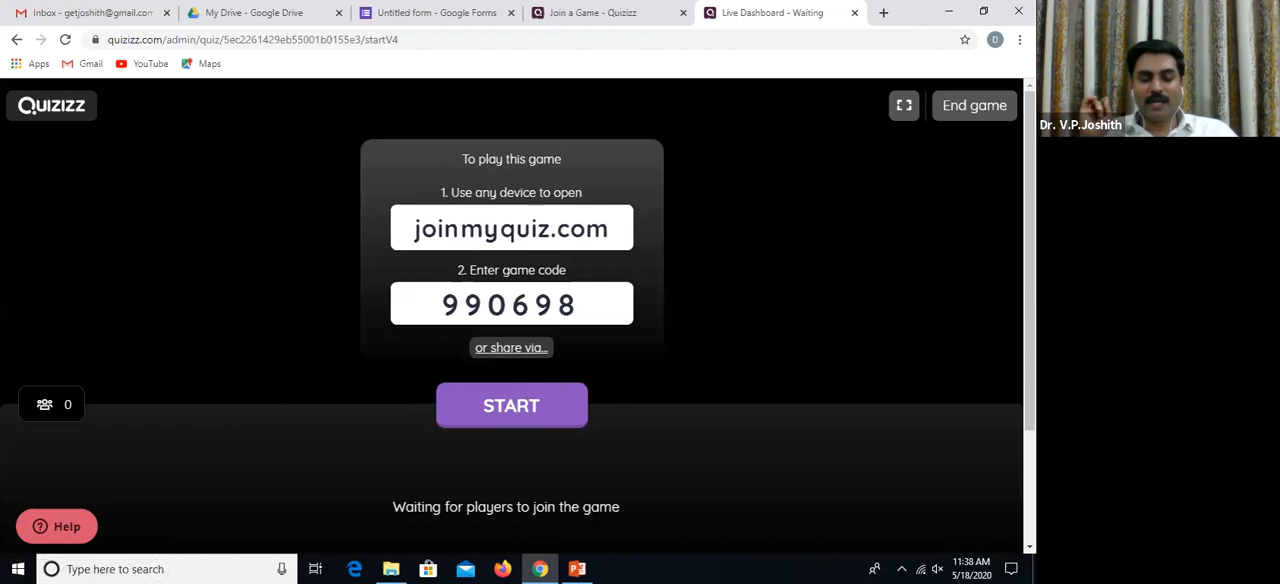 Inbox - getjoshith@gmail.con
My Drive - Google Drive
Untitled form - Google Forms
Join a Game - Quizizz
Live Dashboard - Waiting
quizizz.com/admin/quiz/5ec2261429eb55001b0155e3/startV4
D
Apps
Gmail
YouTube
Maps
QUIZIZZ
End game
Dr. V.P.Joshith
To play this game
1. Use any device to open
joinmyquiz.com
2. Enter game code
990698
or share via...
0
START
Waiting for players to join the game
Help
Type here to search
11:38 AM
5/18/2020